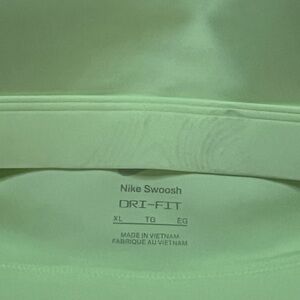 Nike Swoosh
DRI-FIT
XL TG EG
MADE IN VIETNAM
FABRIQUÉ AU VIETNAM